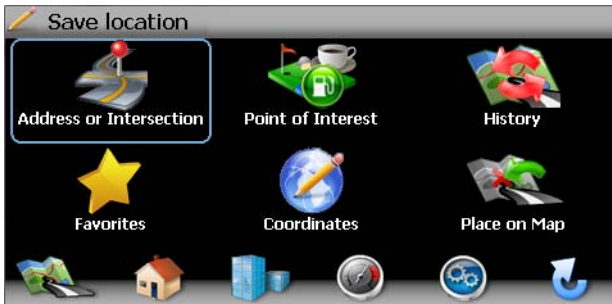 Save location
Address or Intersection
Point of Interest
History
Favorites
Coordinates
Place on Map